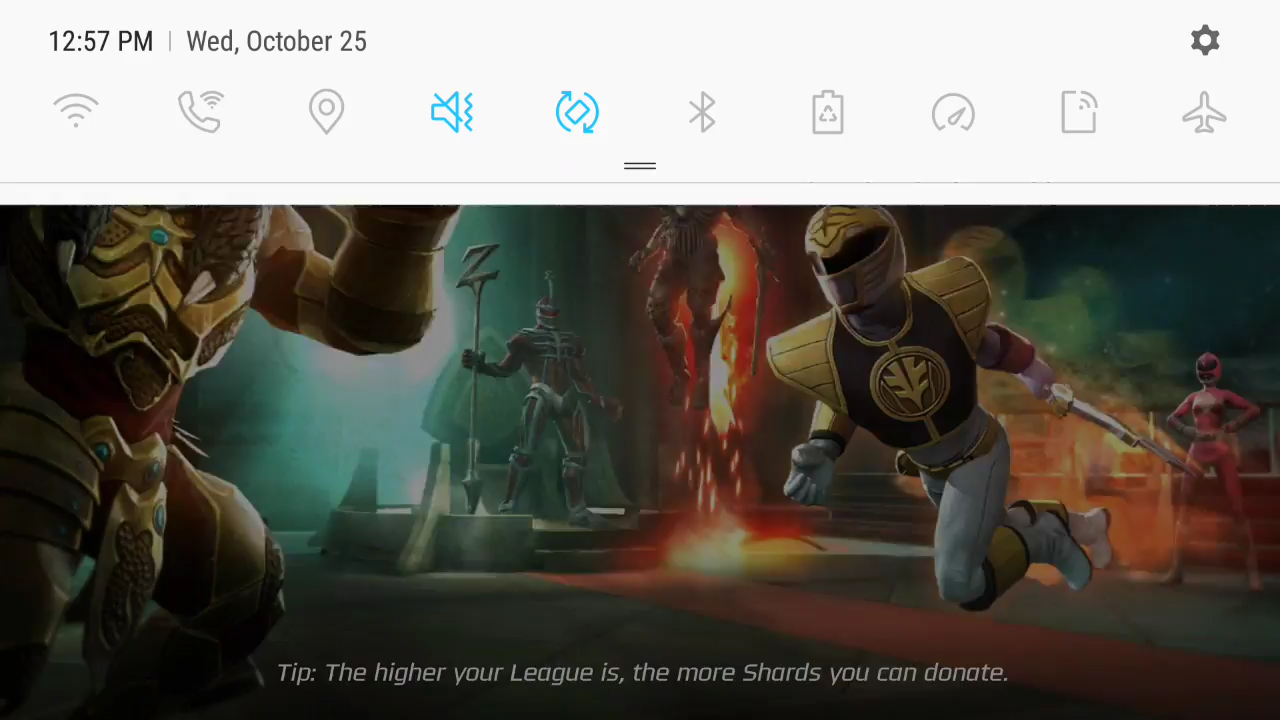 12:57 PM | Wed, October 25
Tip: The higher your League is, the more Shards you can donate.